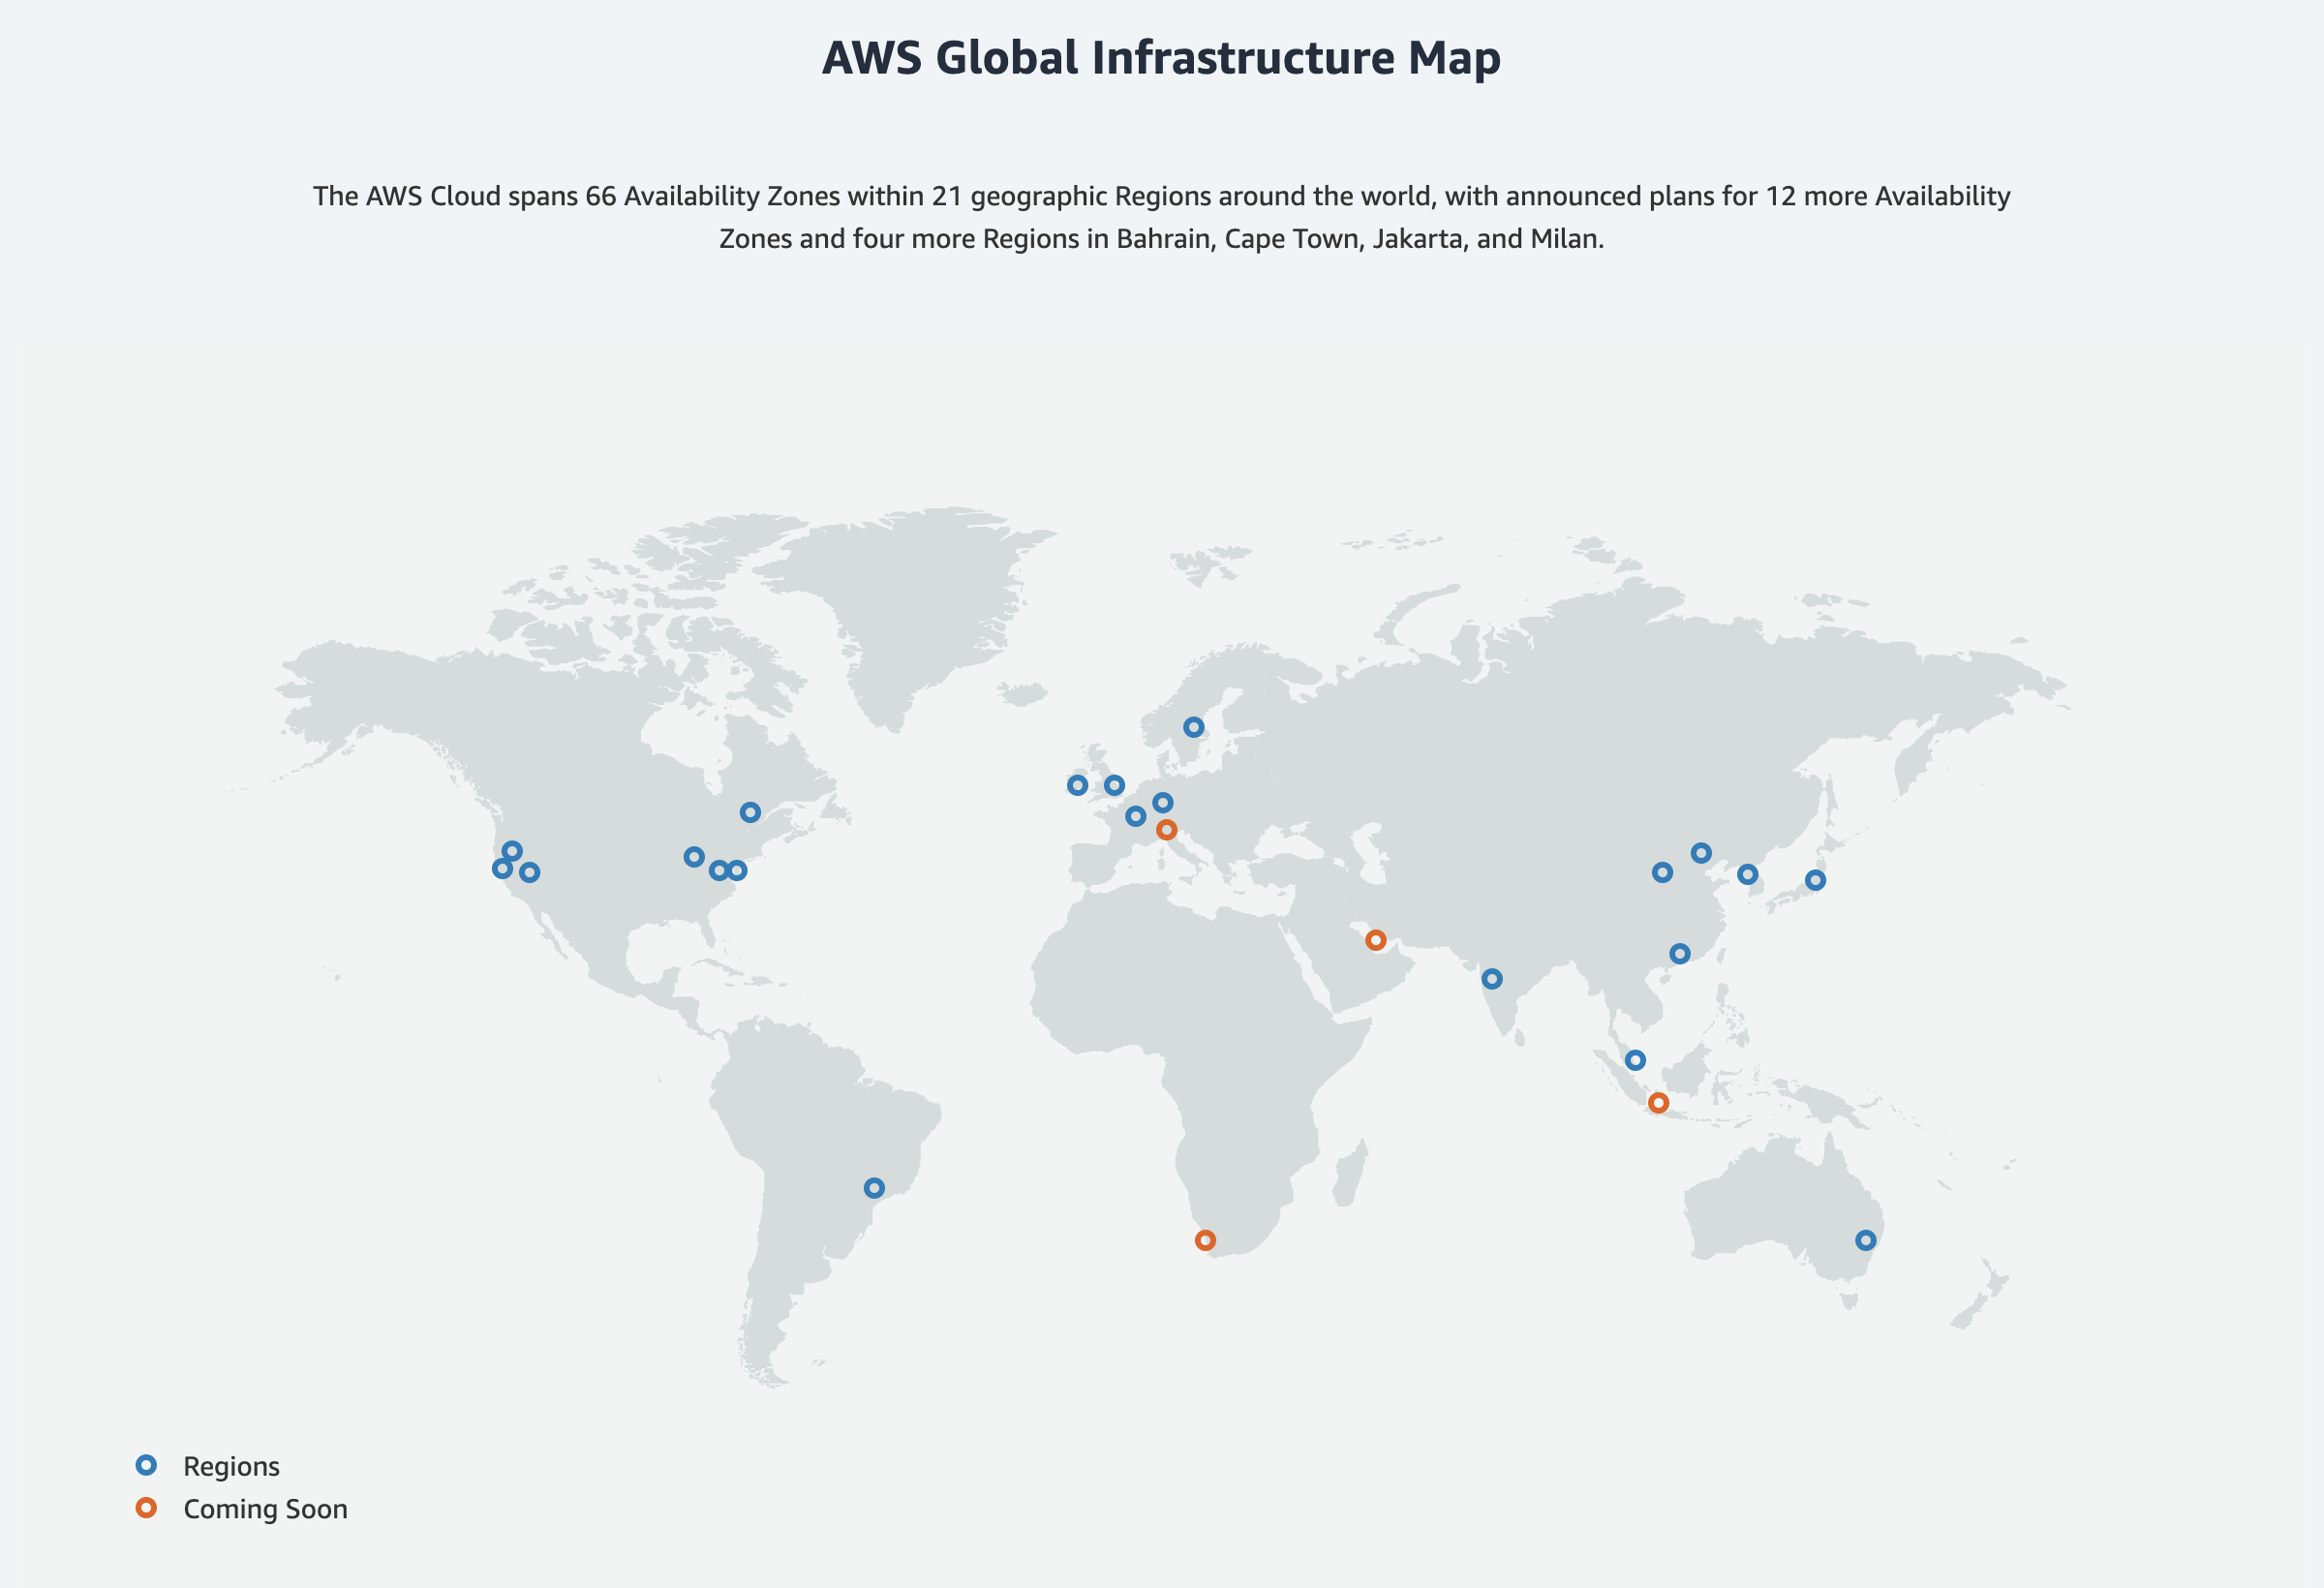 AWS Global Infrastructure Map
The AWS Cloud spans 66 Availability Zones within 21 geographic Regions around the world, with announced plans for 12 more Availability
Zones and four more Regions in Bahrain, Cape Town, Jakarta, and Milan.
Regions
Coming Soon